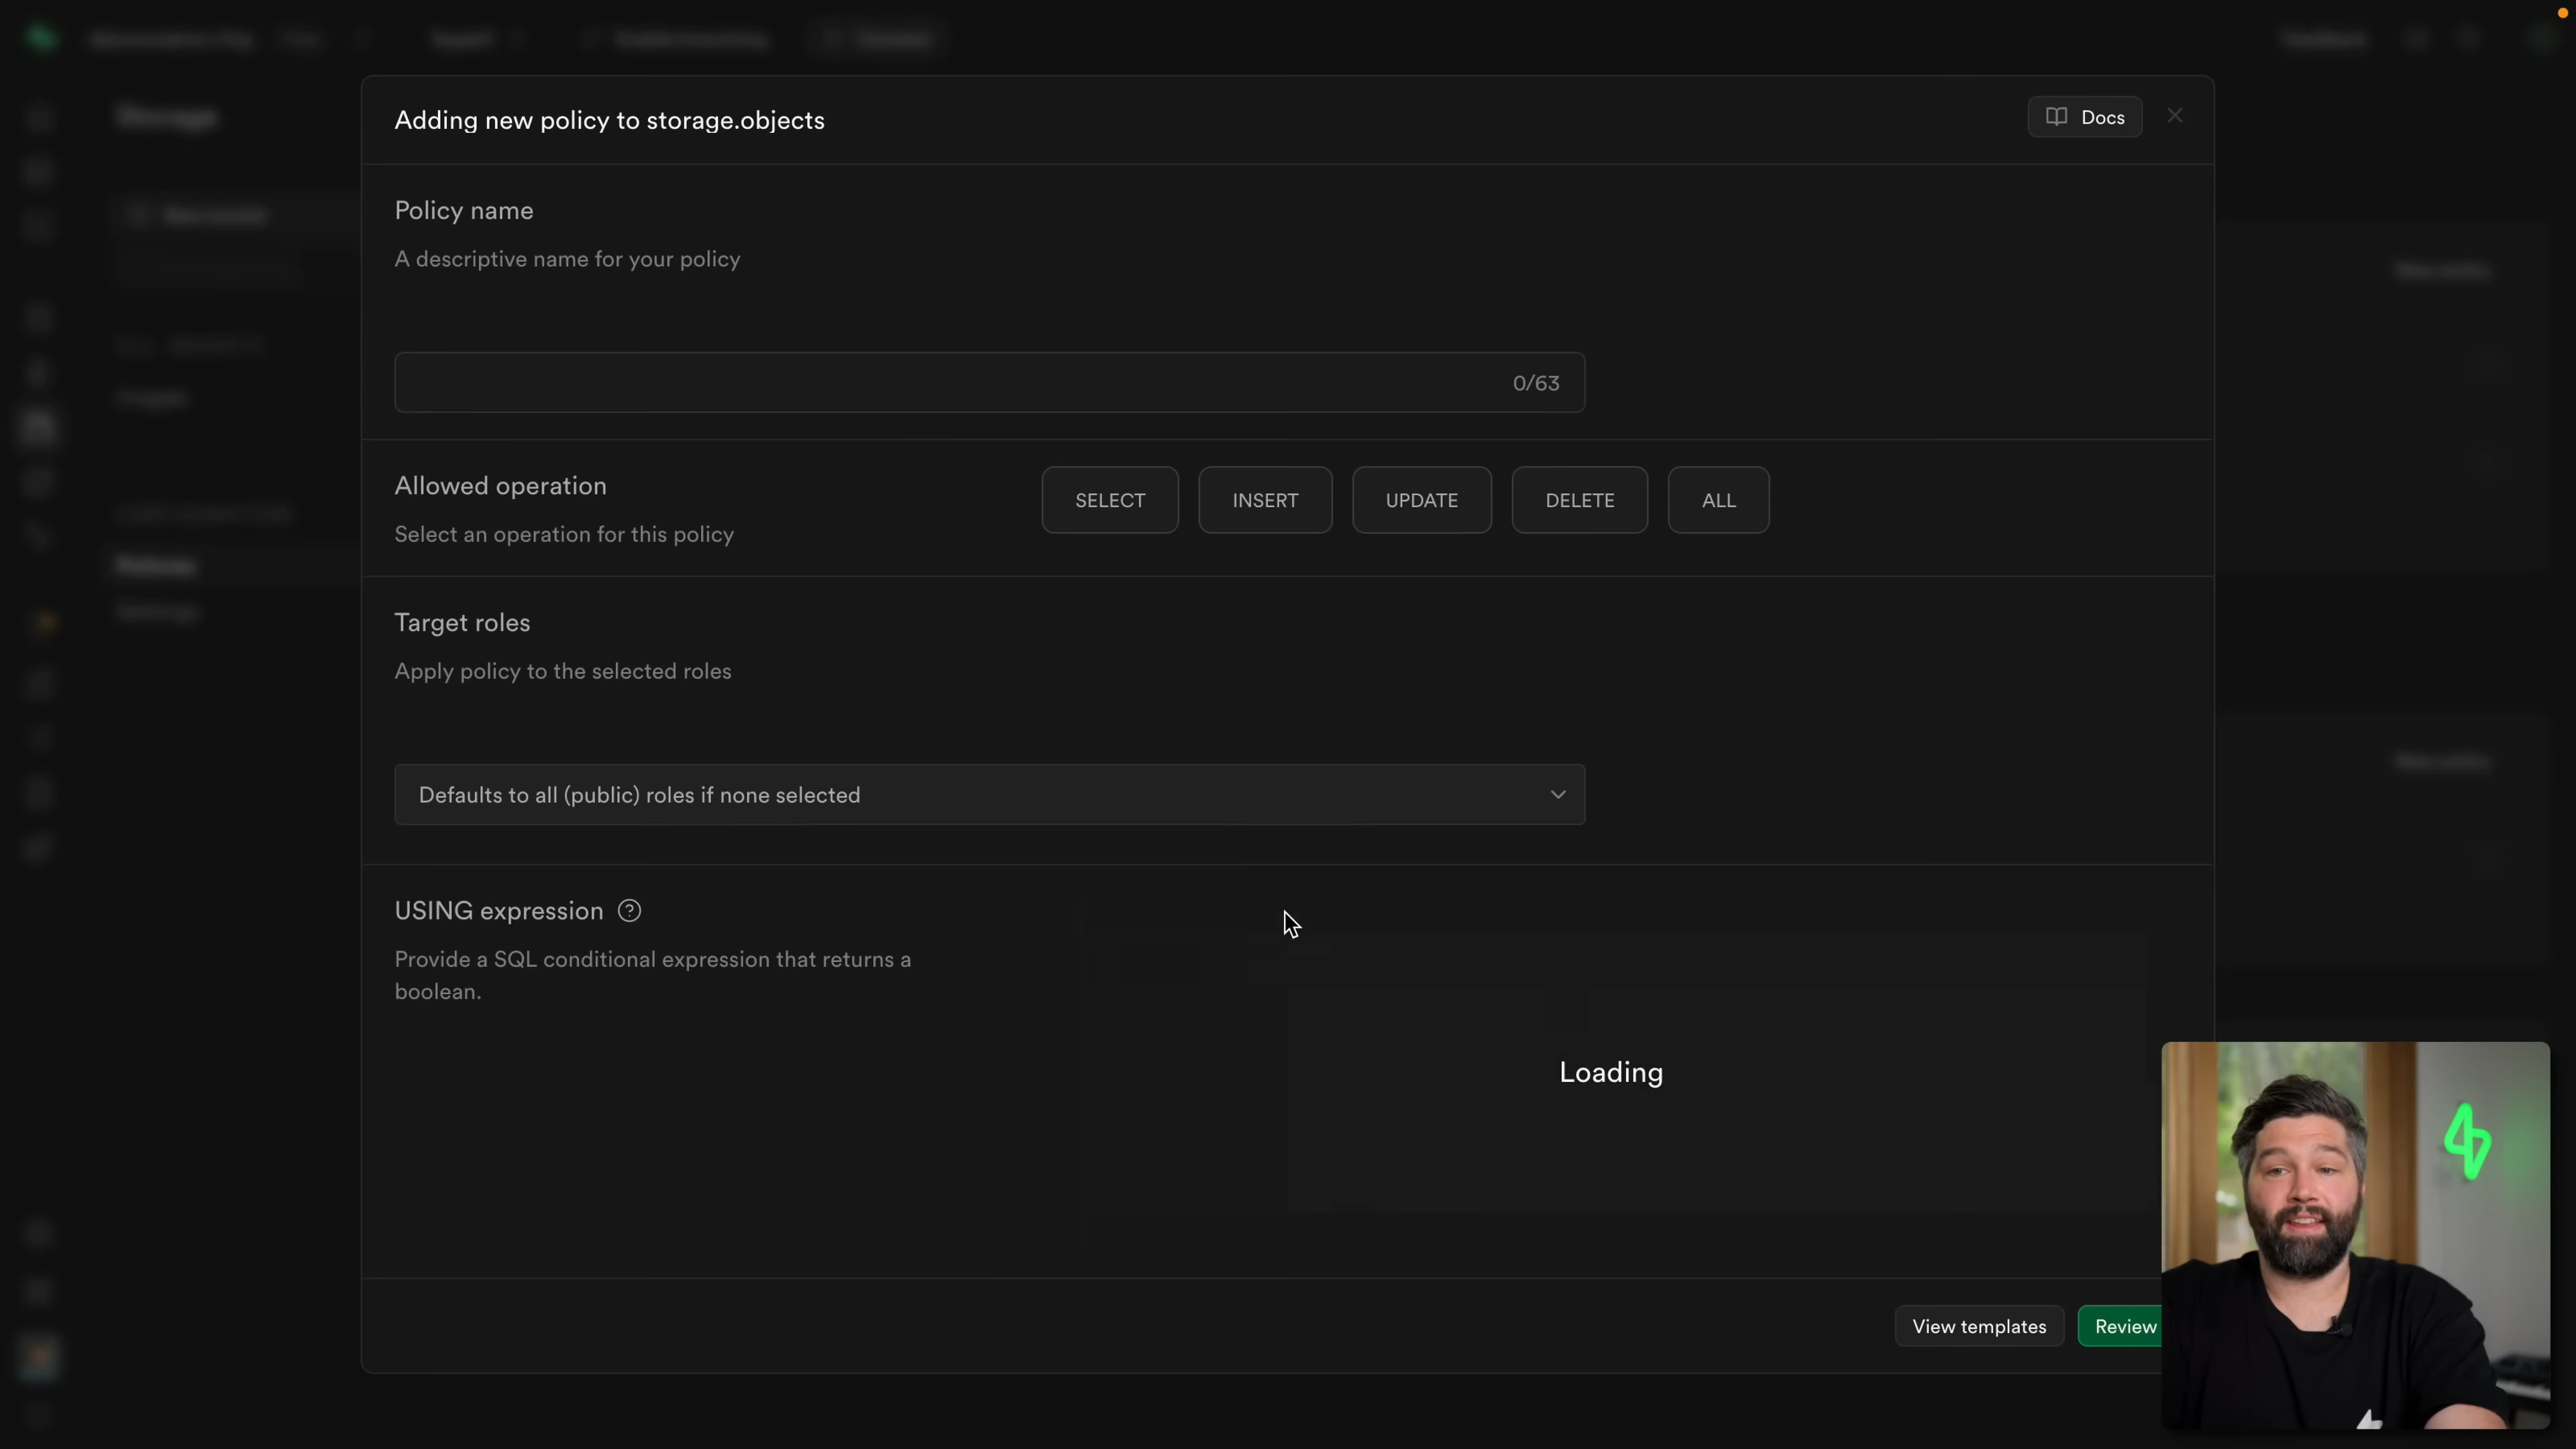 Storage
Policies
Adding new policy to storage.objects
Docs
Policy name
A descriptive name for your policy
0/63
Allowed operation
Select an operation for this policy
SELECT
INSERT
UPDATE
DELETE
ALL
Target roles
Apply policy to the selected roles
Defaults to all (public) roles if none selected
USING expression
Provide a SQL conditional expression that returns a
boolean.
Loading
View templates
Review